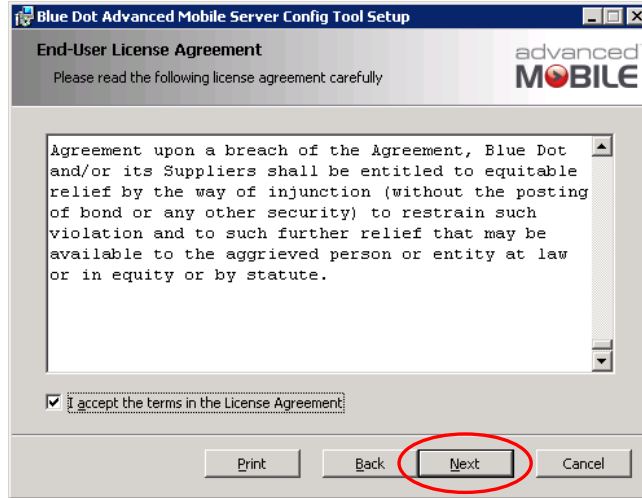 Blue Dot Advanced Mobile Server Config Tool Setup
End-User License Agreement
Please read the following license agreement carefully
advanced
MOBILE
Agreement upon a breach of the Agreement, Blue Dot
and/or its Suppliers shall be entitled to equitable
relief by the way of injunction (without the posting
of bond or any other security) to restrain such
violation and to such further relief that may be
available to the aggrieved person or entity at law
or in equity or by statute.
I accept the terms in the License Agreement
Print Back Next Cancel